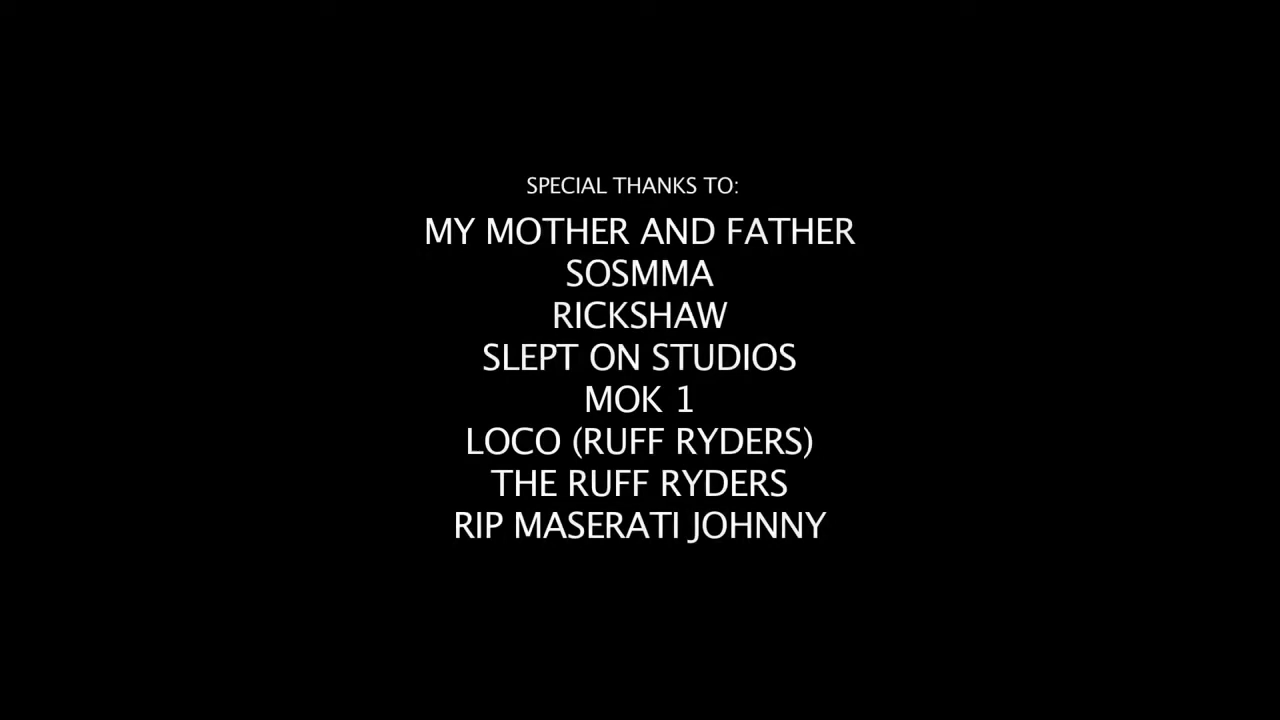 SPECIAL THANKS TO:
MY MOTHER AND FATHER
SOSMMA
RICKSHAW
SLEPT ON STUDIOS
MOK 1
LOCO (RUFF RYDERS)
THE RUFF RYDERS
RIP MASERATI JOHNNY